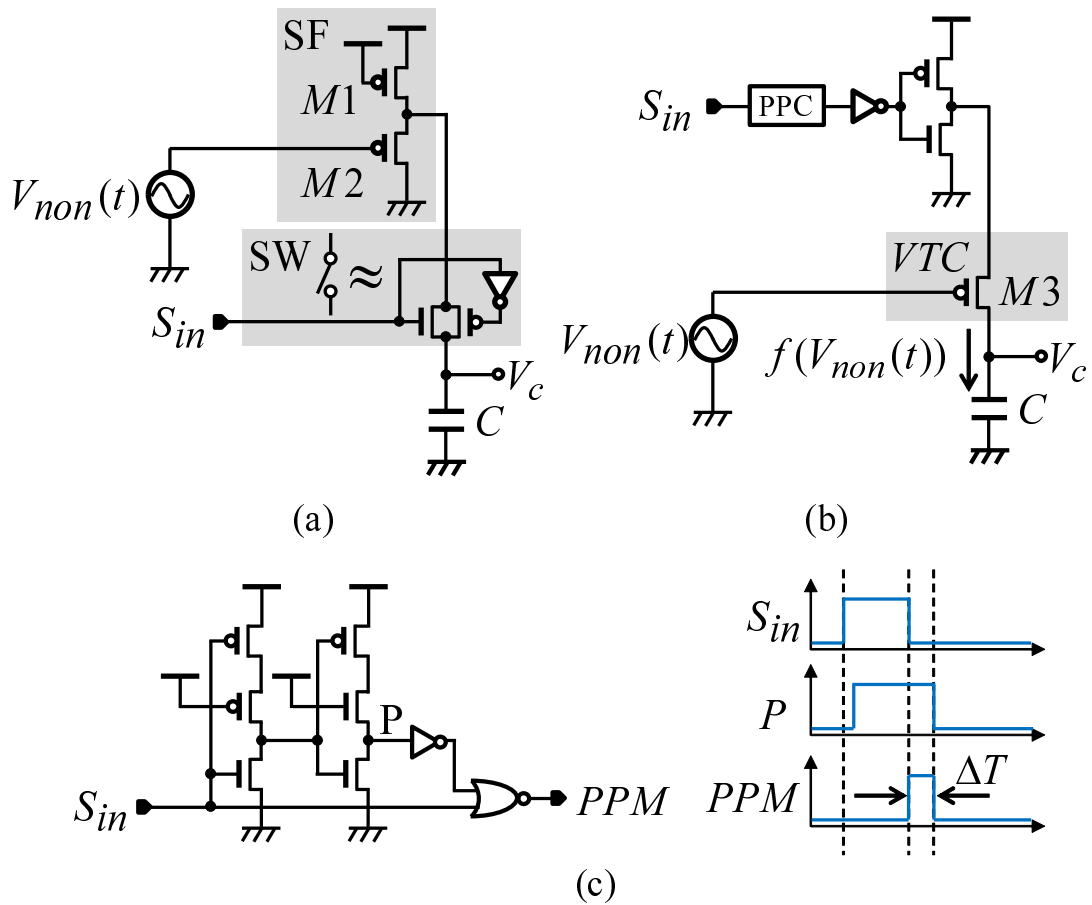 SF
M1
M2
V_non(t)
SW
≈
S_in
V_c
C
(a)
S_in
PPC
VTC
M3
V_non(t)
f(V_non(t))
V_c
C
(b)
P
S_in
PPM
S_in
P
PPM
ΔT
(c)